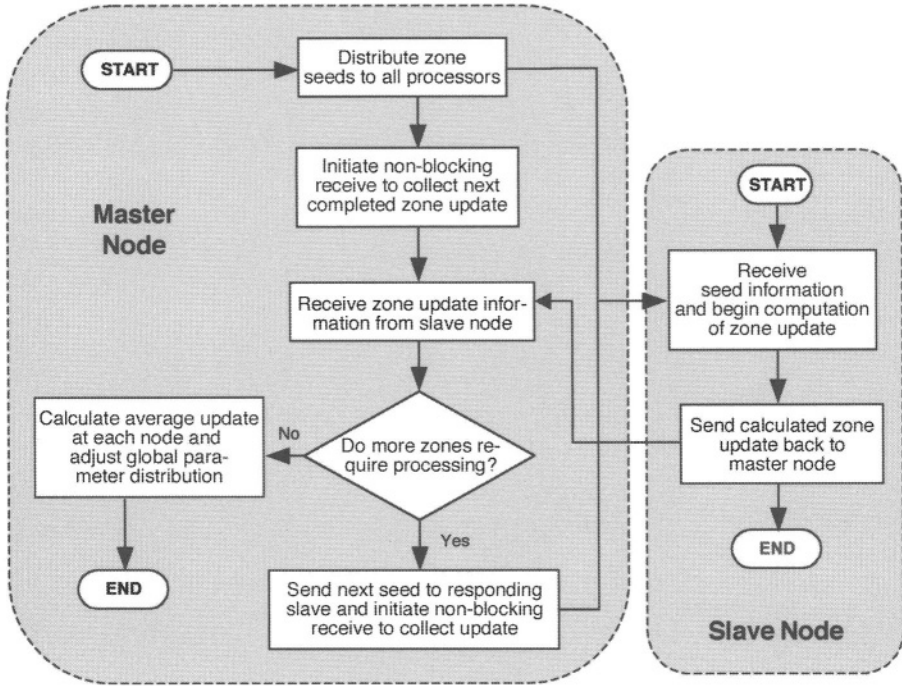 START
Distribute zone
seeds to all processors
Initiate non-blocking
receive to collect next
completed zone update
Master
Node
Receive zone update infor-
mation from slave node
Do more zones re-
quire processing?
No
Calculate average update
at each node and
adjust global para-
meter distribution
END
Yes
Send next seed to responding
slave and initiate non-blocking
receive to collect update
START
Receive
seed information
and begin computation
of zone update
Send calculated zone
update back to
master node
END
Slave Node